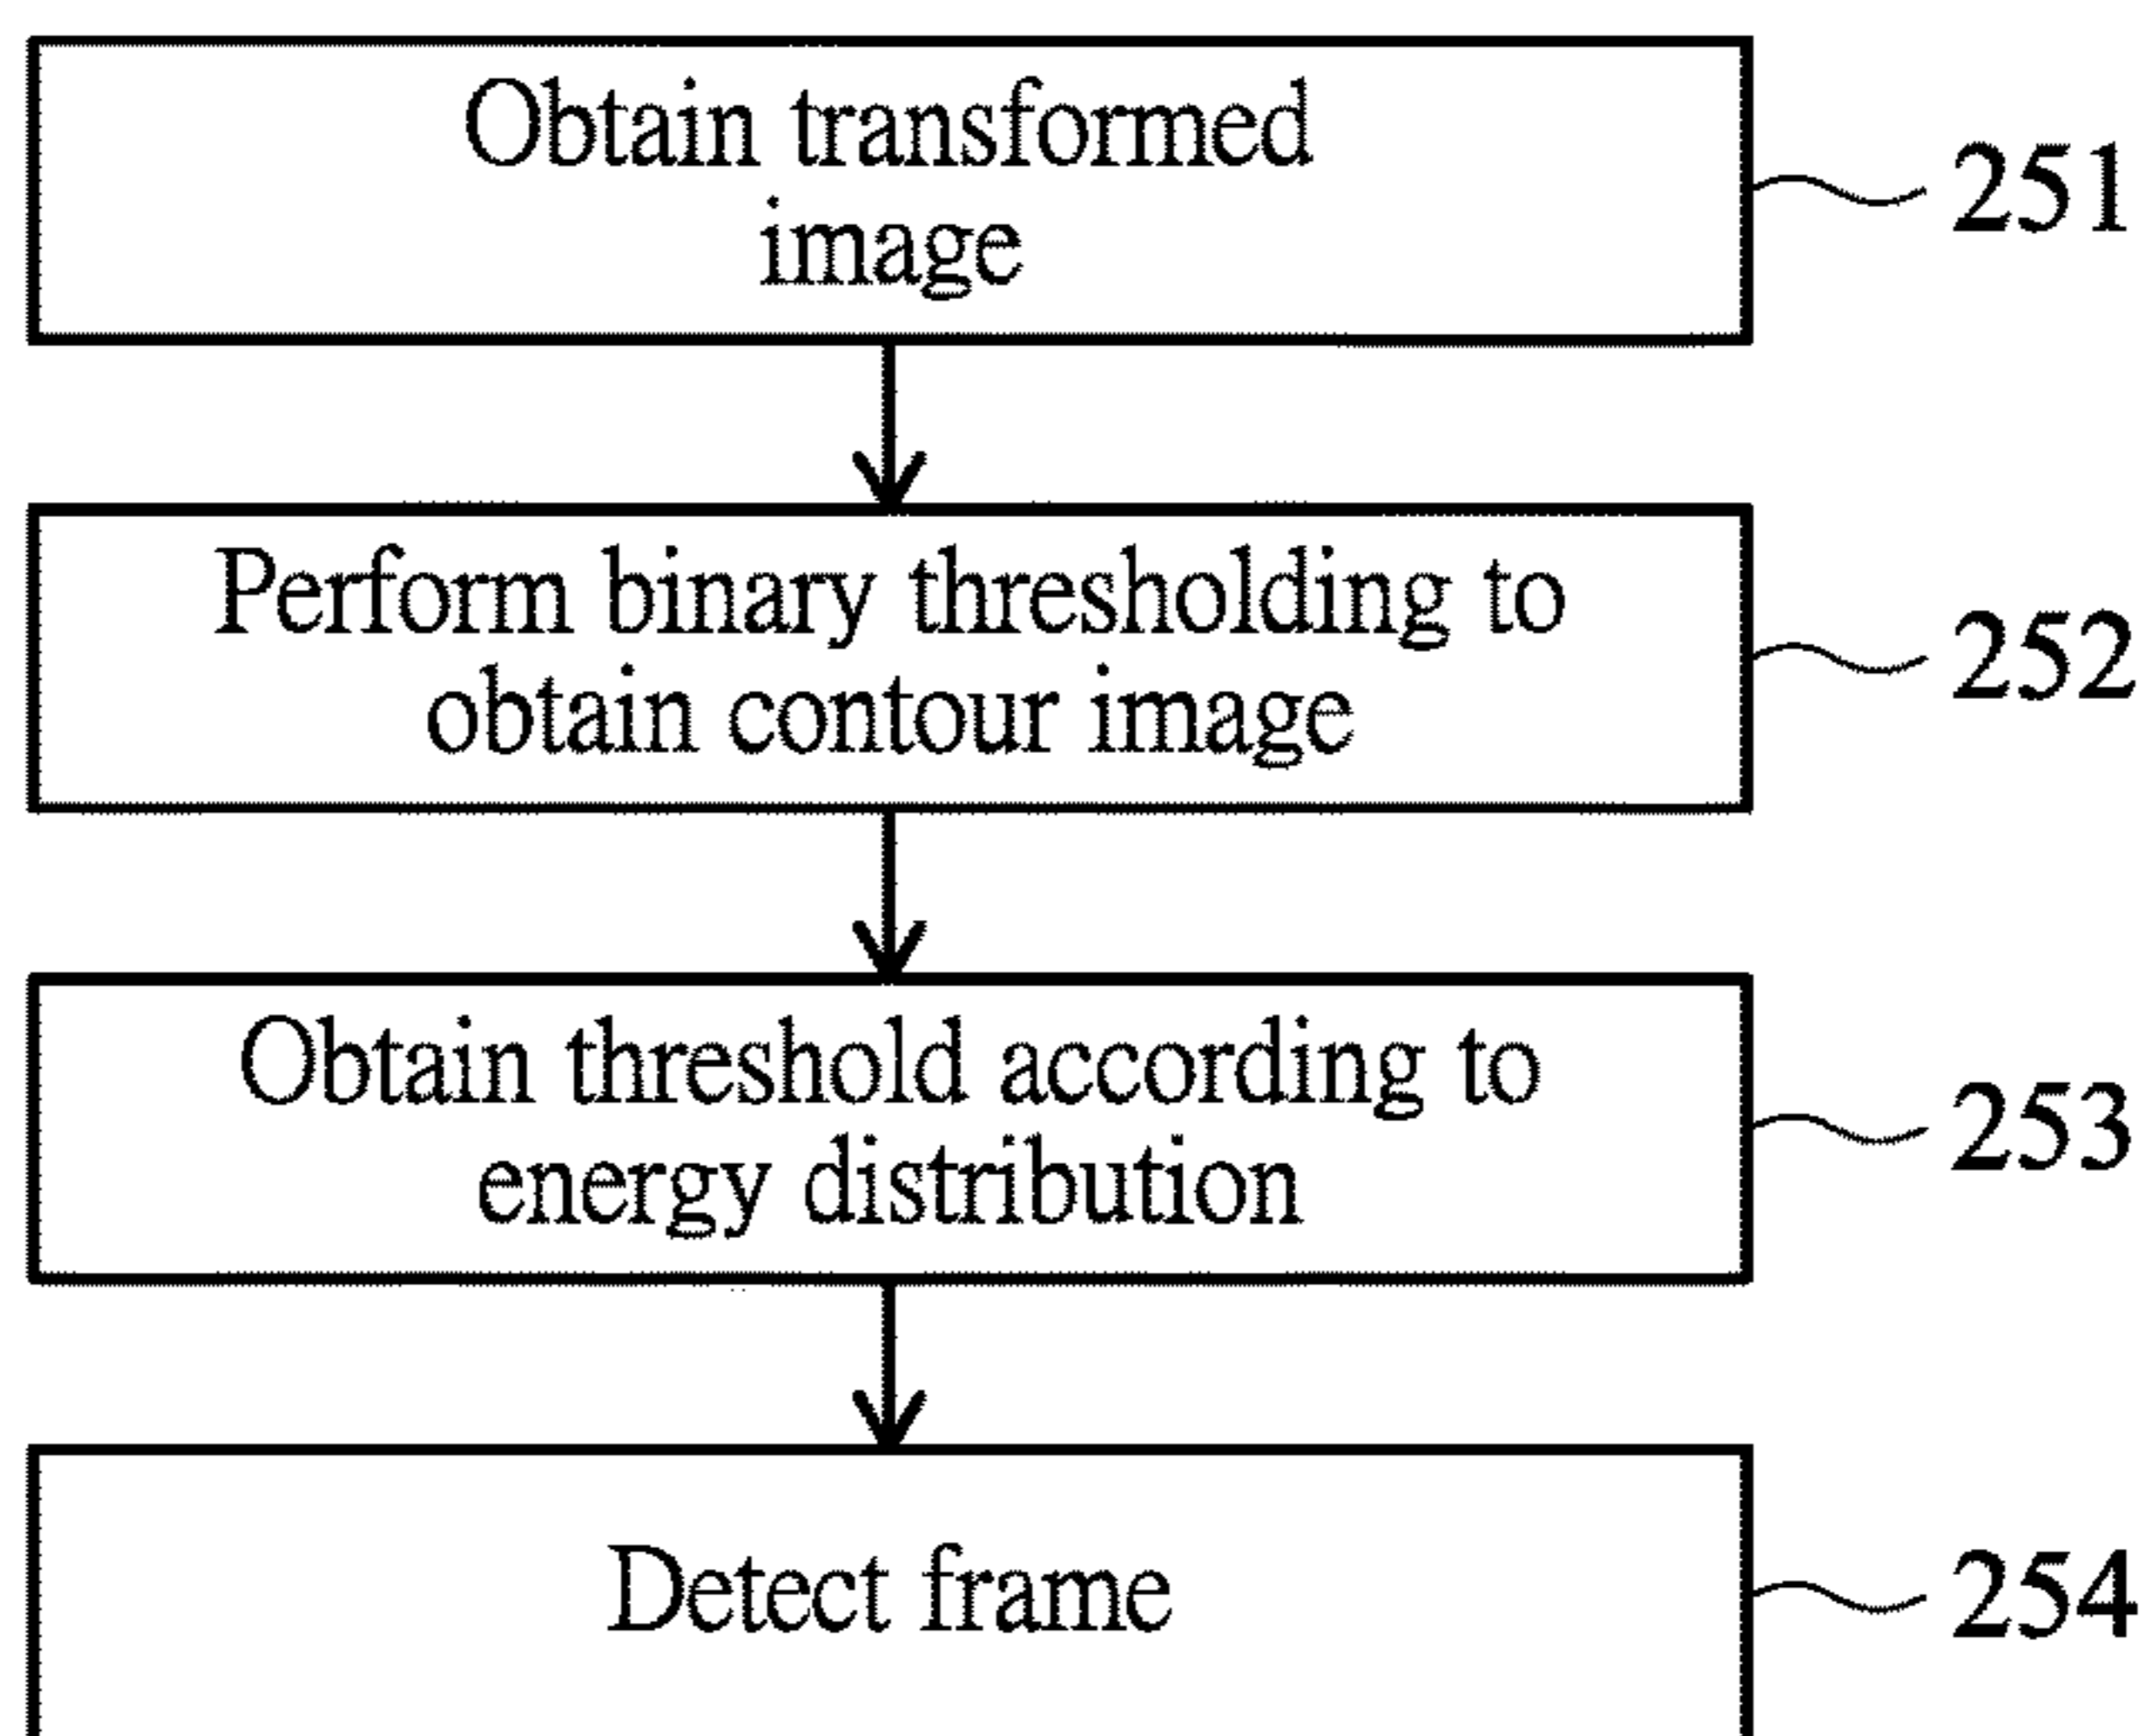 Obtain transformed
image
251
Perform binary thresholding to
obtain contour image
252
Obtain threshold according to
energy distribution
253
Detect frame
254